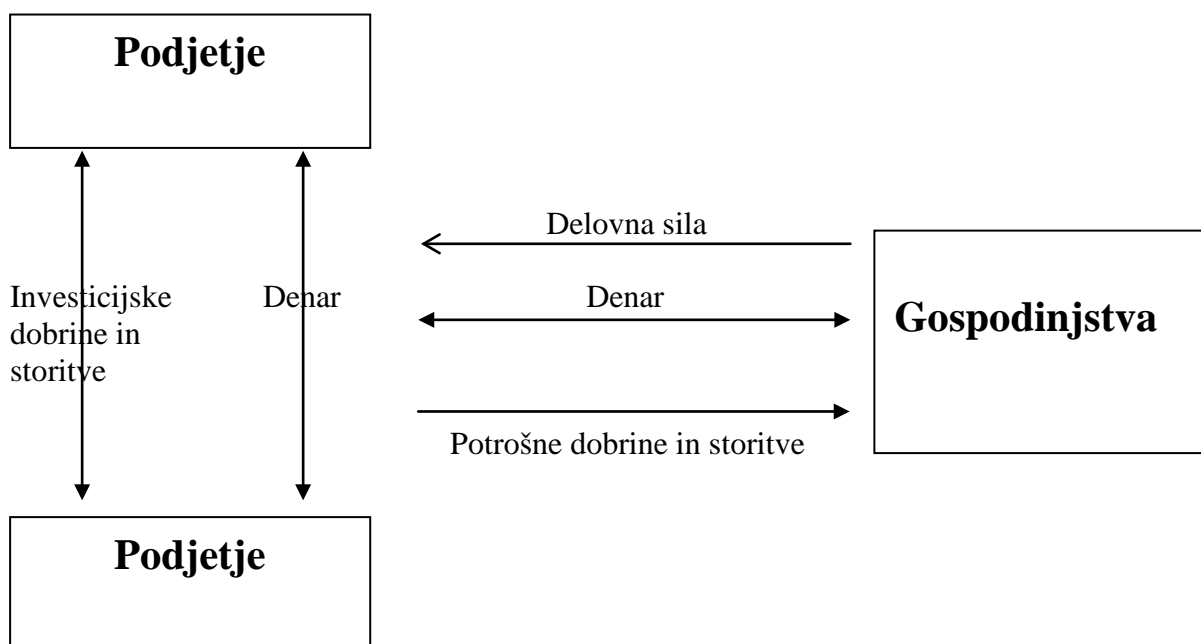 Podjetje
Delovna sila
Investicijske
dobrine in
storitve
Denar
Denar
Gospodinjstva
Potrošne dobrine in storitve
Podjetje